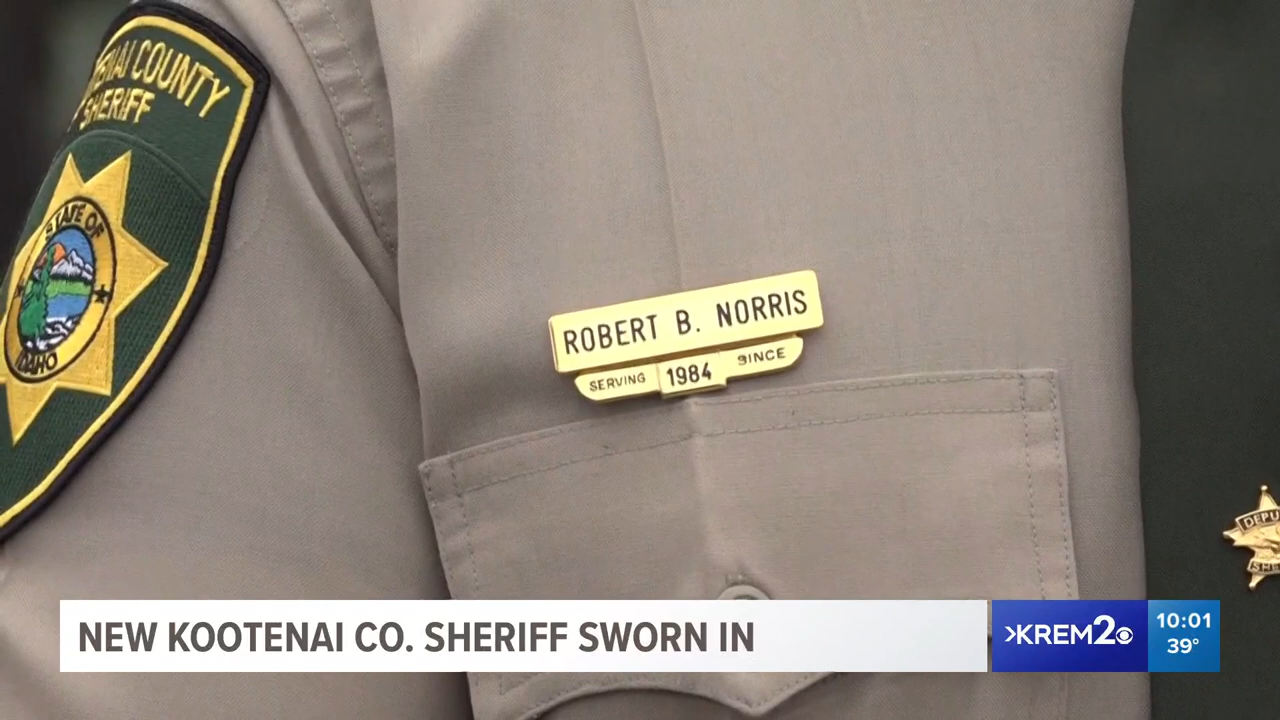 COUNTY
SHERIFF
STATE OF
IDAHO
ROBERT B. NORRIS
SERVING 1984 SINCE
NEW KOOTENAI CO. SHERIFF SWORN IN
KREM2
10:01
39°